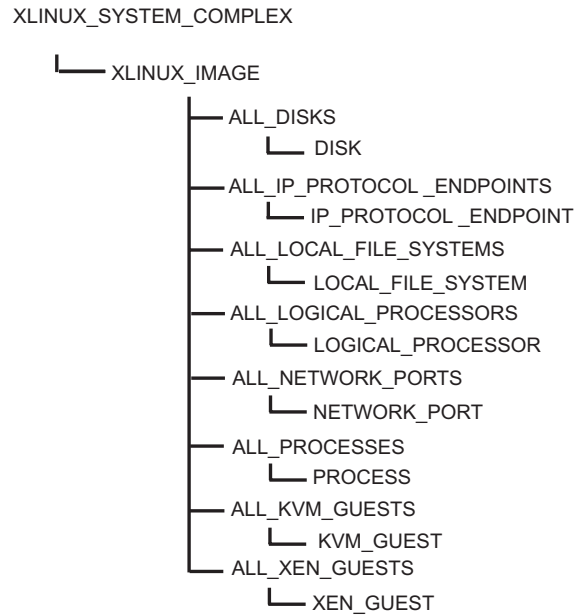 XLINUX_SYSTEM_COMPLEX
XLINUX_IMAGE
ALL_DISKS
DISK
ALL_IP_PROTOCOL _ENDPOINTS
IP_PROTOCOL _ENDPOINT
ALL_LOCAL_FILE_SYSTEMS
LOCAL_FILE_SYSTEM
ALL_LOGICAL_PROCESSORS
LOGICAL_PROCESSOR
ALL_NETWORK_PORTS
NETWORK_PORT
ALL_PROCESSES
PROCESS
ALL_KVM_GUESTS
KVM_GUEST
ALL_XEN_GUESTS
XEN_GUEST